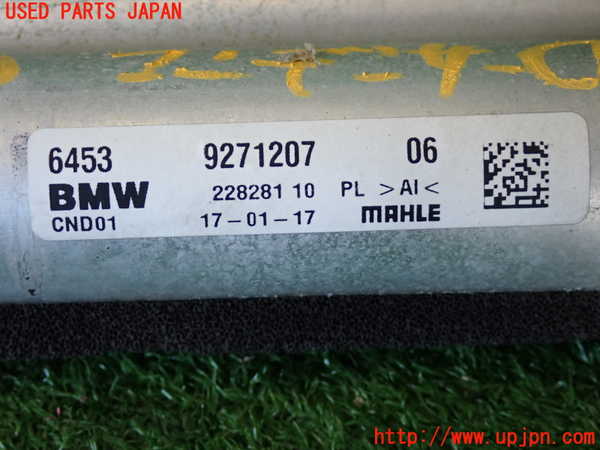 USED PARTS JAPAN
6453 9271207 06
BMW 228281 10 PL >Al<
CND01 17-01-17 MAHLE
http://www.upjpn.com